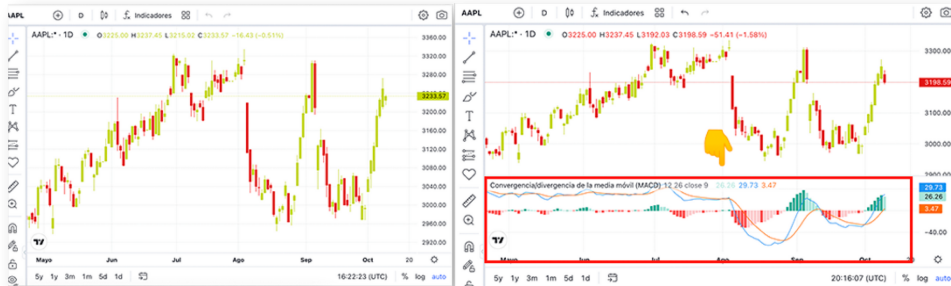 AAPL
D
Indicadores
AAPL:* · 1D
O3225.00 H3237.45 L3215.02 C3233.57 −16.43 (−0.51%)
3360.00
3320.00
3280.00
3233.57
3200.00
3160.00
3120.00
3080.00
3040.00
3000.00
2960.00
2920.00
Mayo Jun Jul Ago Sep Oct 20
5y 1y 3m 1m 5d 1d
16:22:23 (UTC) % log auto
AAPL
D
Indicadores
AAPL:* · 1D
O3225.00 H3237.45 L3192.03 C3198.59 −51.41 (−1.58%)
3300.00
3198.59
3100.00
3000.00
2900.00
Convergencia/divergencia de la media móvil (MACD) 12 26 close 9 26.26 29.73 3.47
29.73
26.26
3.47
−40.00
Mayo Jun Jul Ago Sep Oct
5y 1y 3m 1m 5d 1d
20:16:07 (UTC) % log auto